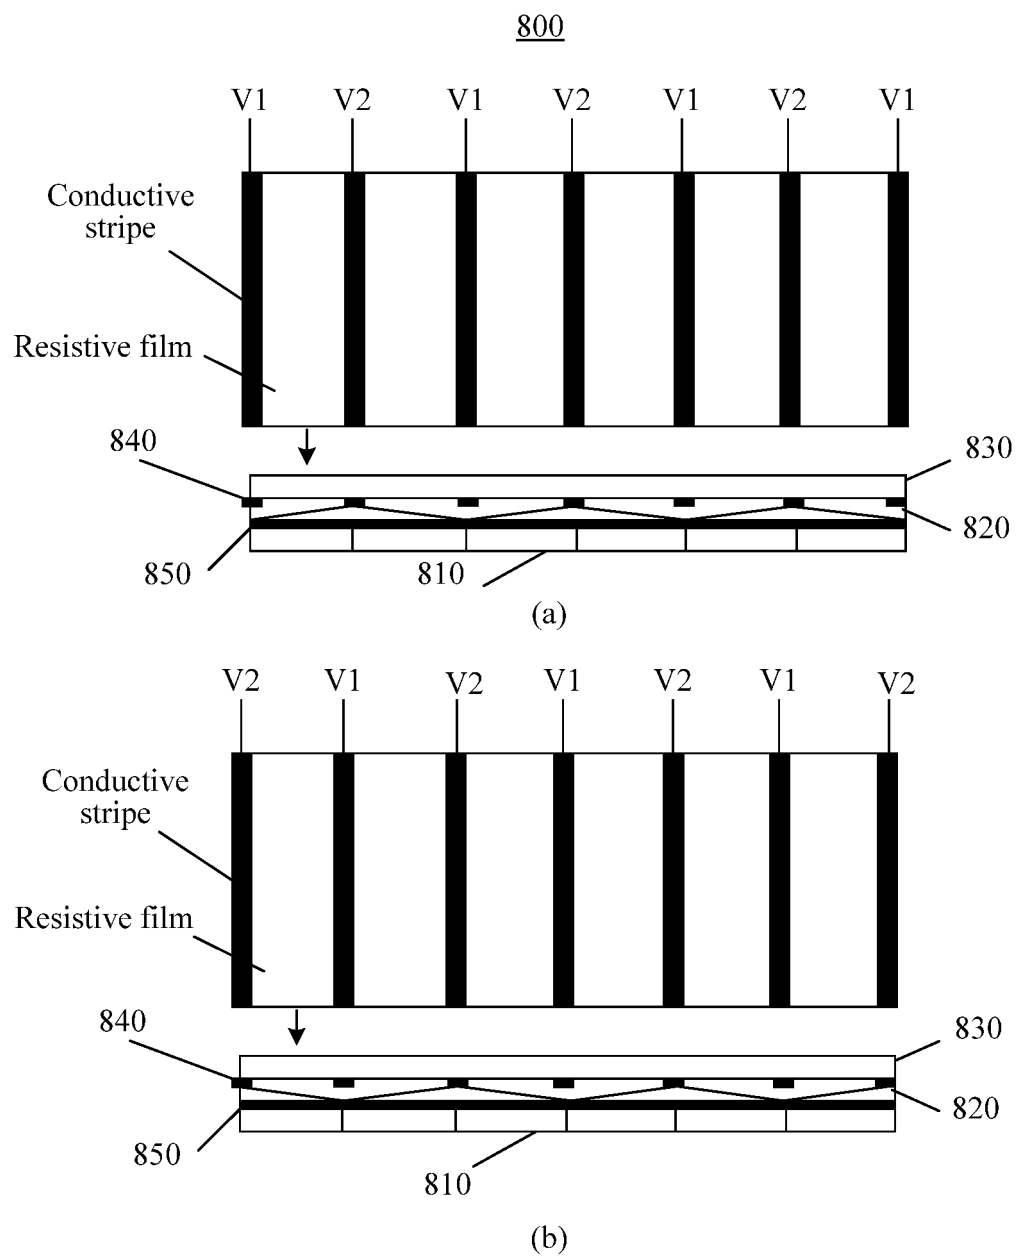 800
V1 V2 V1 V2 V1 V2 V1
Conductive
stripe
Resistive film
840
830
820
850
810
(a)
V2 V1 V2 V1 V2 V1 V2
Conductive
stripe
Resistive film
840
830
820
850
810
(b)